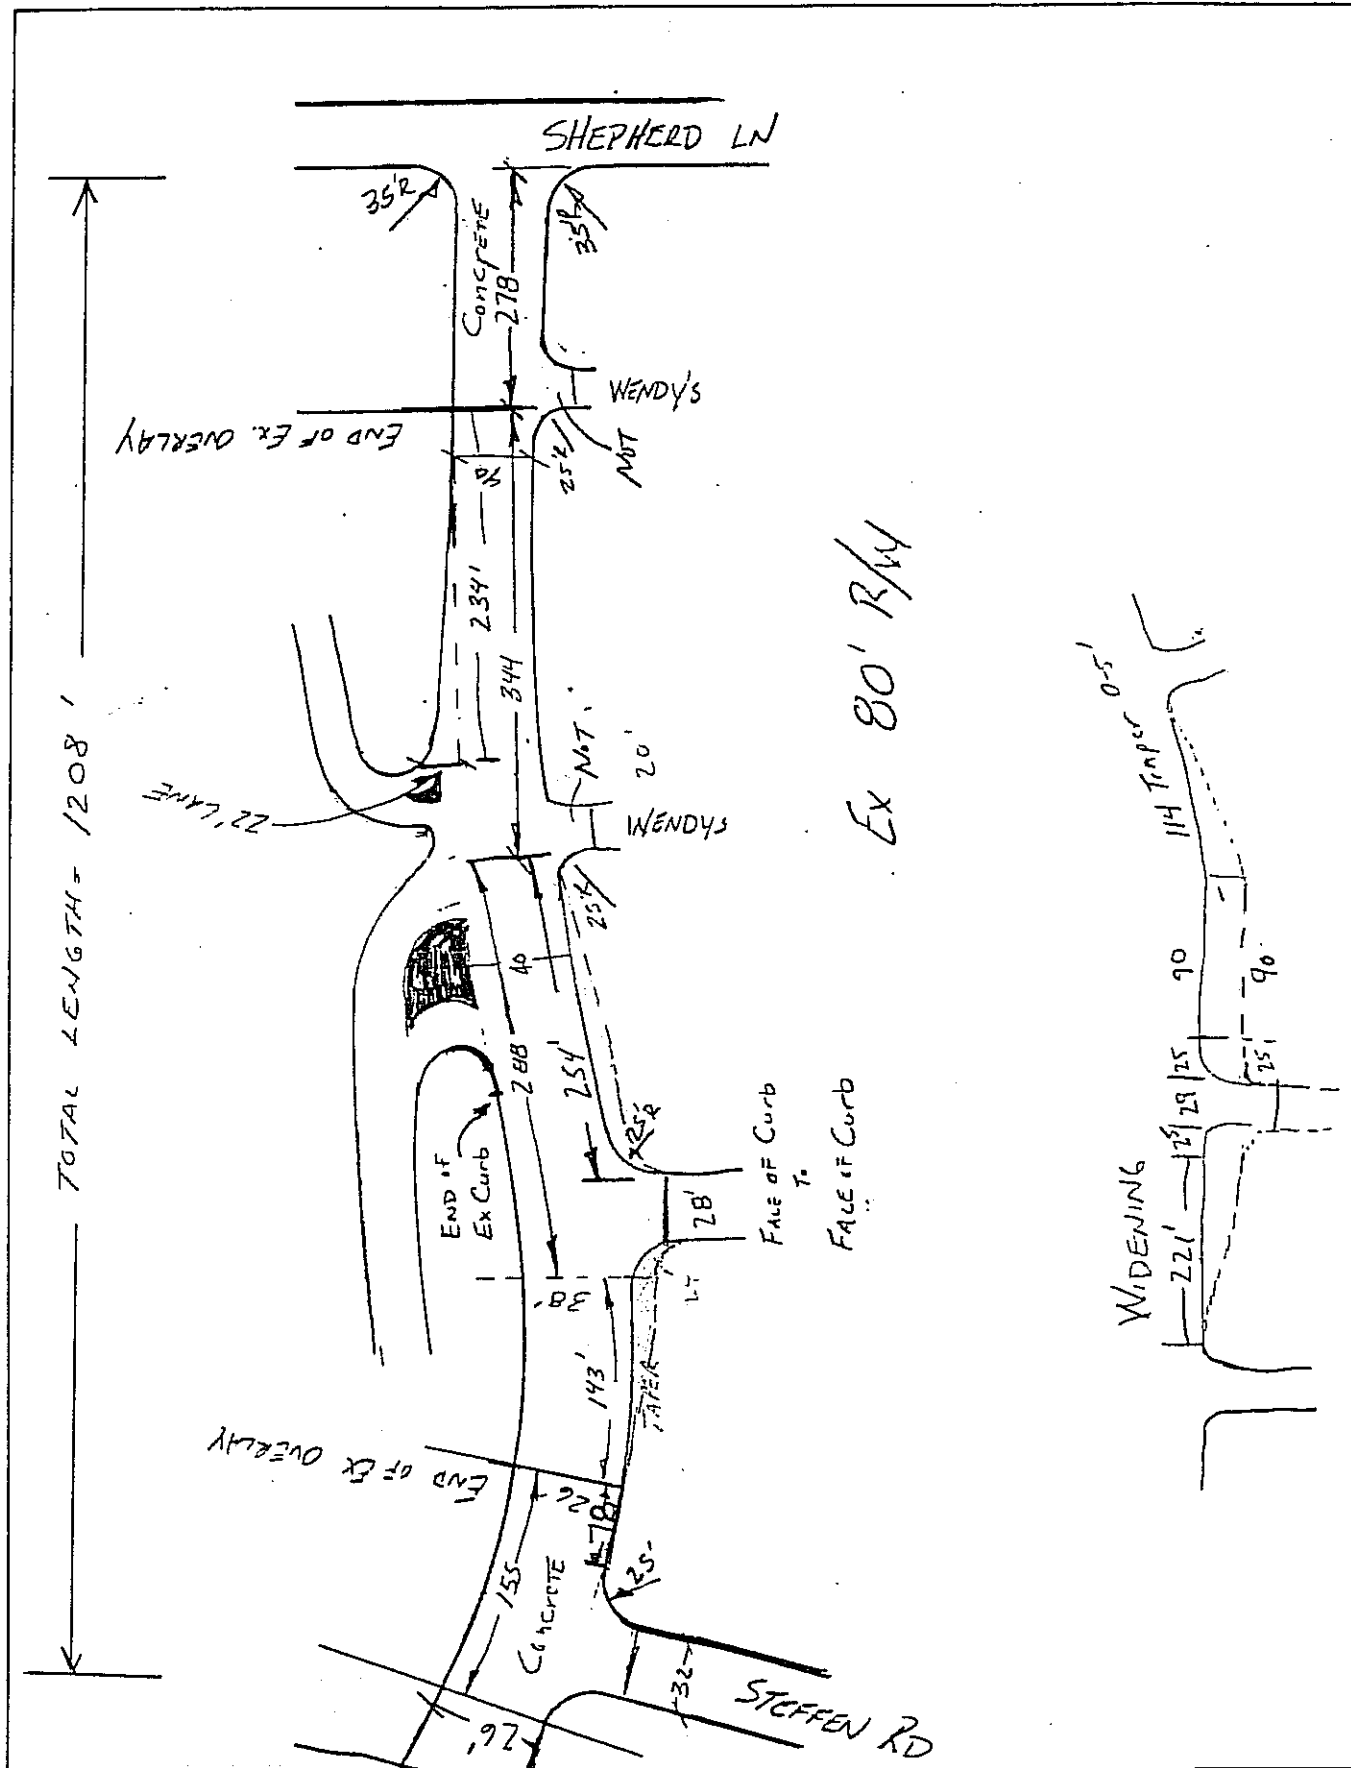 SHEPHERD LN
35'R
35'R
Concrete
278'
WENDY'S
END OF EX. OVERLAY
NOT
25'R
234'
344
TOTAL LENGTH = 1208'
22' LANE
NOT
20'
WENDYS
Ex 80' R/W
25'R
40
288
254'
END OF
Ex Curb
25'R
28'
FACE OF Curb
To
FACE OF Curb
38'
143'
TAPER
END OF EX OVERLAY
26
78'
155
Concrete
25
32
STEFFEN RD
26'
WIDENING
221'
25
29
25
25
90
90
114 Taper 0-5'